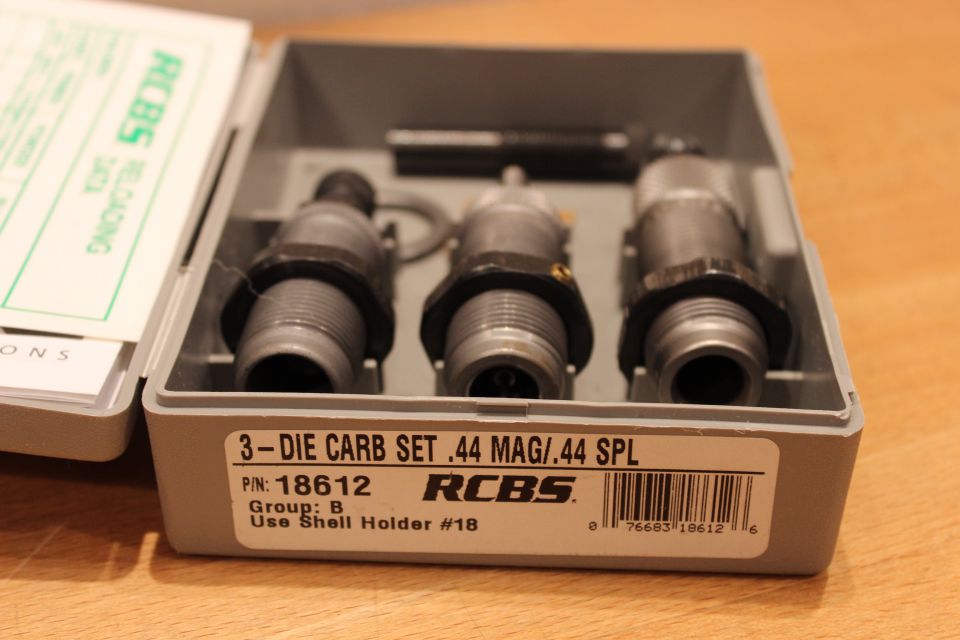 RCBS RELOADING
DATA
ONS
3-DIE CARB SET .44 MAG/.44 SPL
P/N: 18612
RCBS.
Group: B
Use Shell Holder #18
0 76683 18612 6